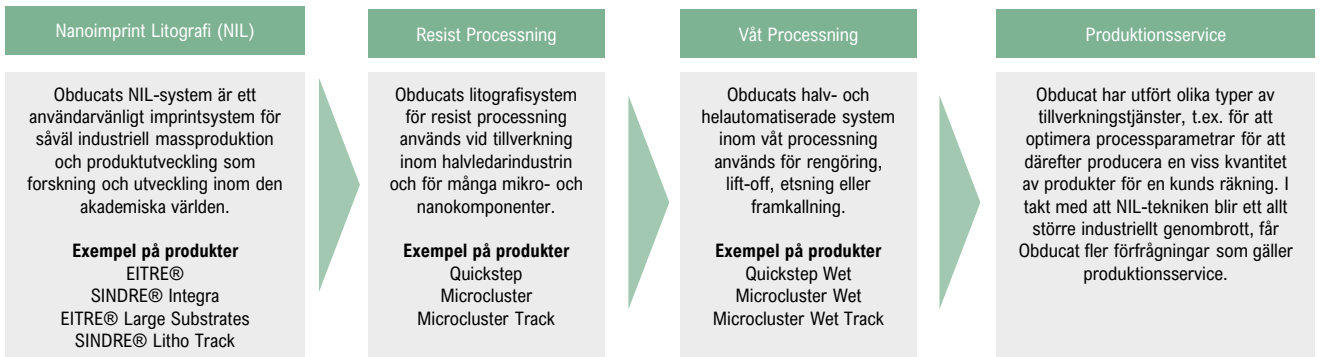 Nanoimprint Litografi (NIL)
Obducats NIL-system är ett
användarvänligt imprintsystem för
såväl industriell massproduktion
och produktutveckling som
forskning och utveckling inom den
akademiska världen.
Exempel på produkter
EITRE®
SINDRE® Integra
EITRE® Large Substrates
SINDRE® Litho Track
Resist Processning
Obducats litografisystem
för resist processning
används vid tillverkning
inom halvledarindustrin
och för många mikro- och
nanokomponenter.
Exempel på produkter
Quickstep
Microcluster
Microcluster Track
Våt Processning
Obducats halv- och
helautomatiserade system
inom våt processning
används för rengöring,
lift-off, etsning eller
framkallning.
Exempel på produkter
Quickstep Wet
Microcluster Wet
Microcluster Wet Track
Produktionsservice
Obducat har utfört olika typer av
tillverkningstjänster, t.ex. för att
optimera processparametrar för att
därefter producera en viss kvantitet
av produkter för en kunds räkning. I
takt med att NIL-tekniken blir ett allt
större industriellt genombrott, får
Obducat fler förfrågningar som gäller
produktionsservice.